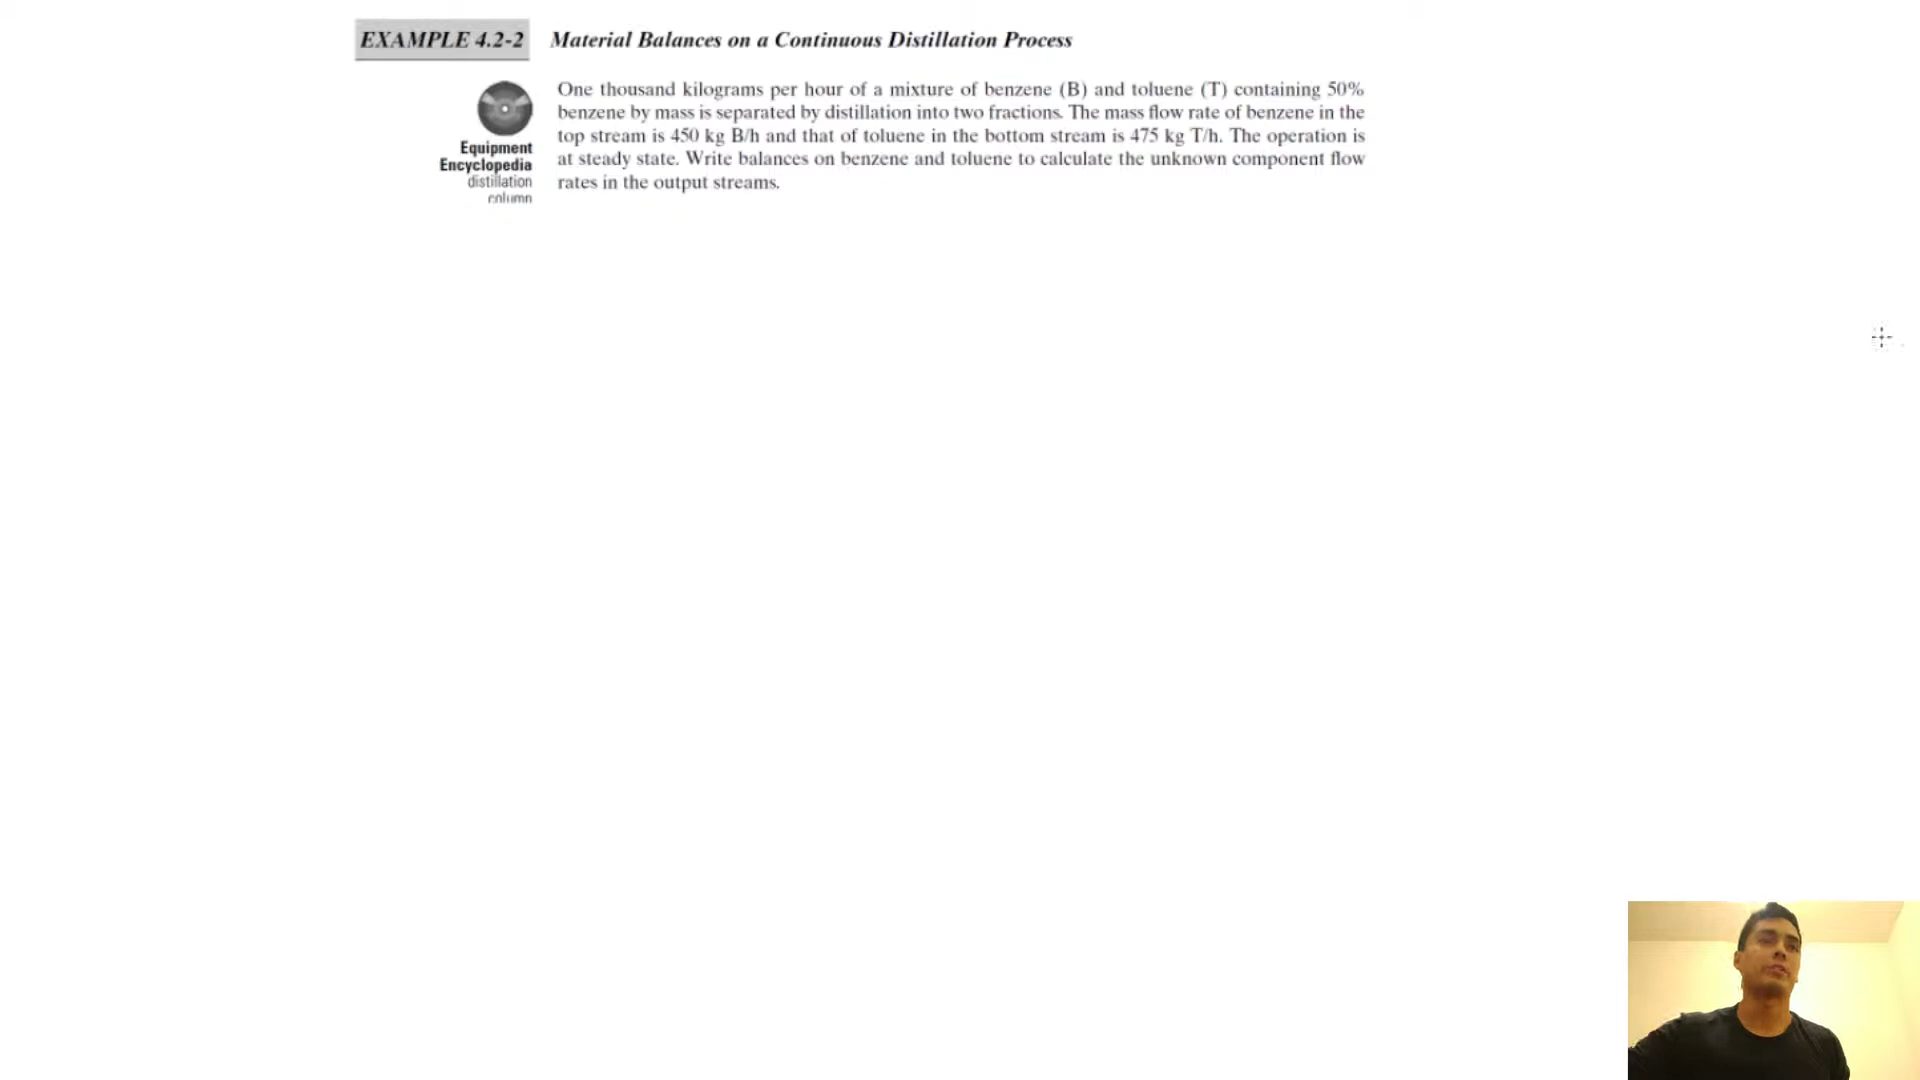 EXAMPLE 4.2-2 Material Balances on a Continuous Distillation Process
One thousand kilograms per hour of a mixture of benzene (B) and toluene (T) containing 50%
benzene by mass is separated by distillation into two fractions. The mass flow rate of benzene in the
top stream is 450 kg B/h and that of toluene in the bottom stream is 475 kg T/h. The operation is
at steady state. Write balances on benzene and toluene to calculate the unknown component flow
rates in the output streams.
Equipment
Encyclopedia
distillation
column